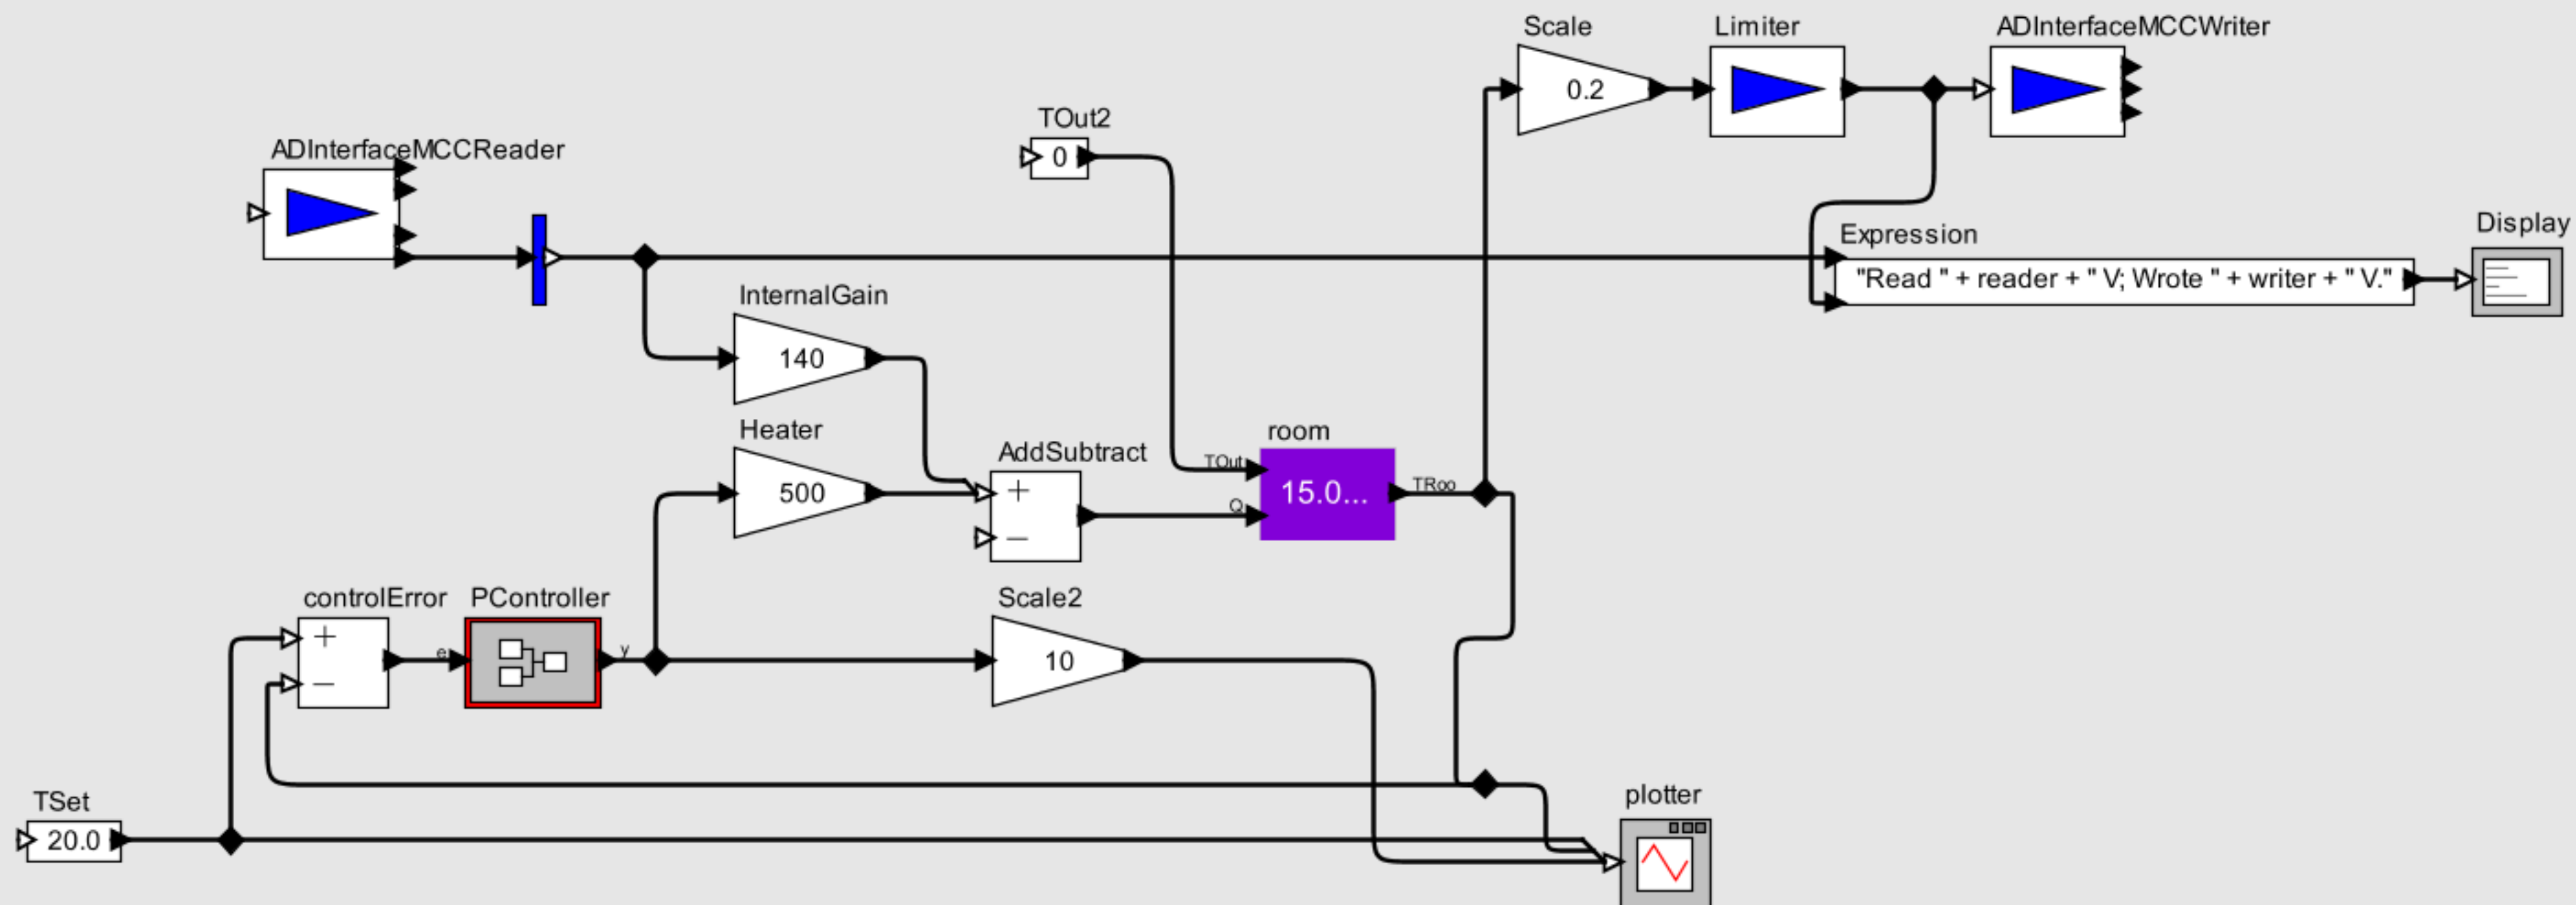 Scale
Limiter
ADInterfaceMCCWriter
0.2
TOut2
0
ADInterfaceMCCReader
Display
Expression
"Read " + reader + " V; Wrote " + writer + " V."
InternalGain
140
Heater
500
AddSubtract
+
−
room
TOut
15.0...
Q
TRoo
controlError
PController
Scale2
+
−
e
y
10
TSet
20.0
plotter